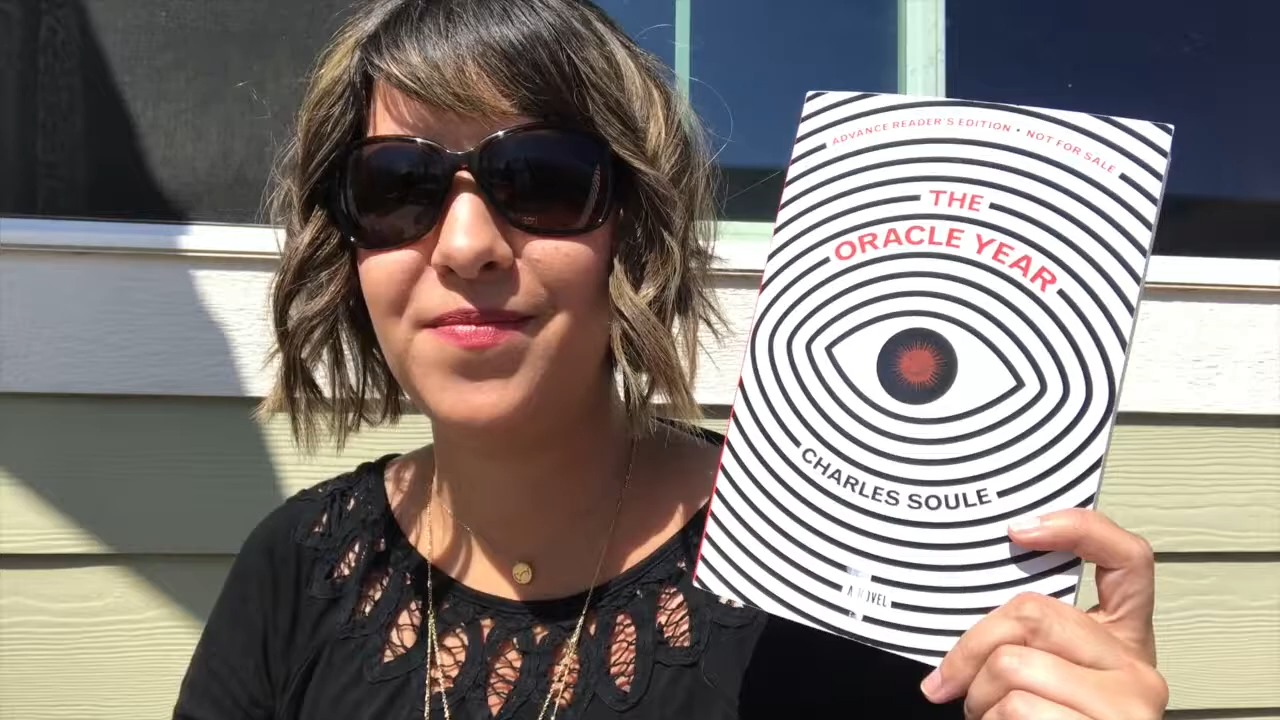 ADVANCE READER'S EDITION • NOT FOR SALE
THE
ORACLE YEAR
CHARLES SOULE
A NOVEL